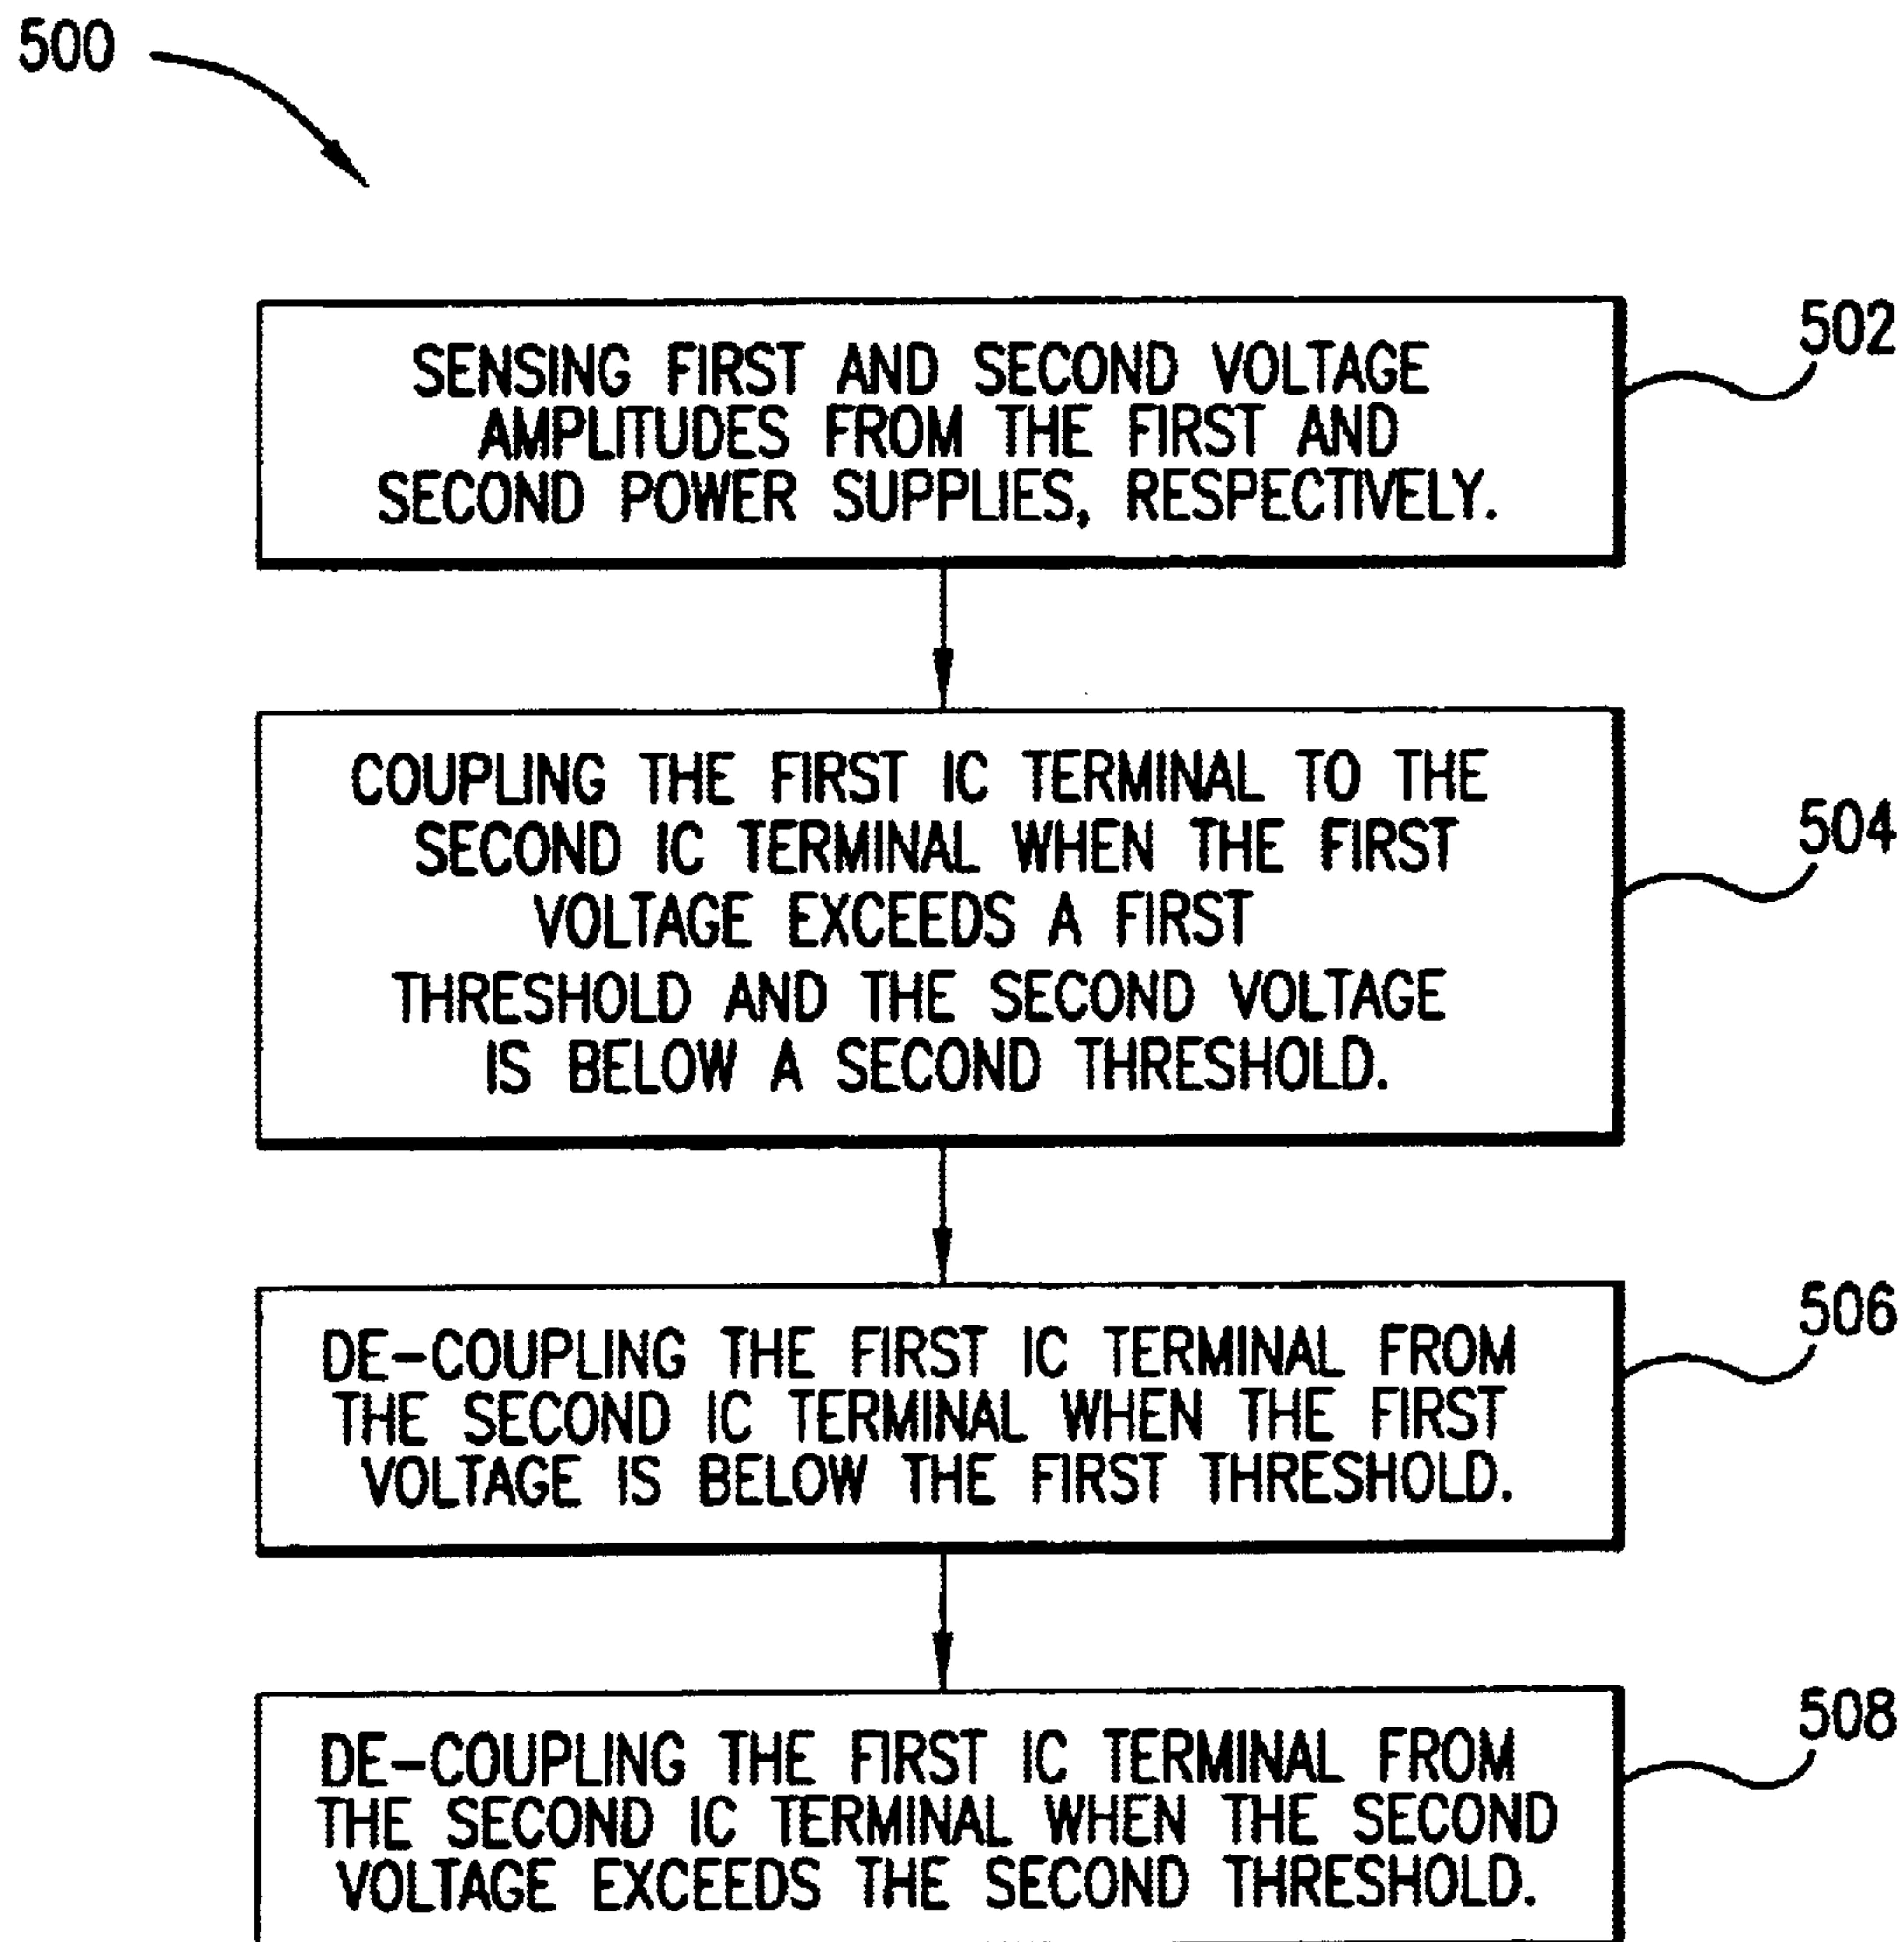 500
502
SENSING FIRST AND SECOND VOLTAGE
AMPLITUDES FROM THE FIRST AND
SECOND POWER SUPPLIES, RESPECTIVELY.
504
COUPLING THE FIRST IC TERMINAL TO THE
SECOND IC TERMINAL WHEN THE FIRST
VOLTAGE EXCEEDS A FIRST
THRESHOLD AND THE SECOND VOLTAGE
IS BELOW A SECOND THRESHOLD.
506
DE-COUPLING THE FIRST IC TERMINAL FROM
THE SECOND IC TERMINAL WHEN THE FIRST
VOLTAGE IS BELOW THE FIRST THRESHOLD.
508
DE-COUPLING THE FIRST IC TERMINAL FROM
THE SECOND IC TERMINAL WHEN THE SECOND
VOLTAGE EXCEEDS THE SECOND THRESHOLD.